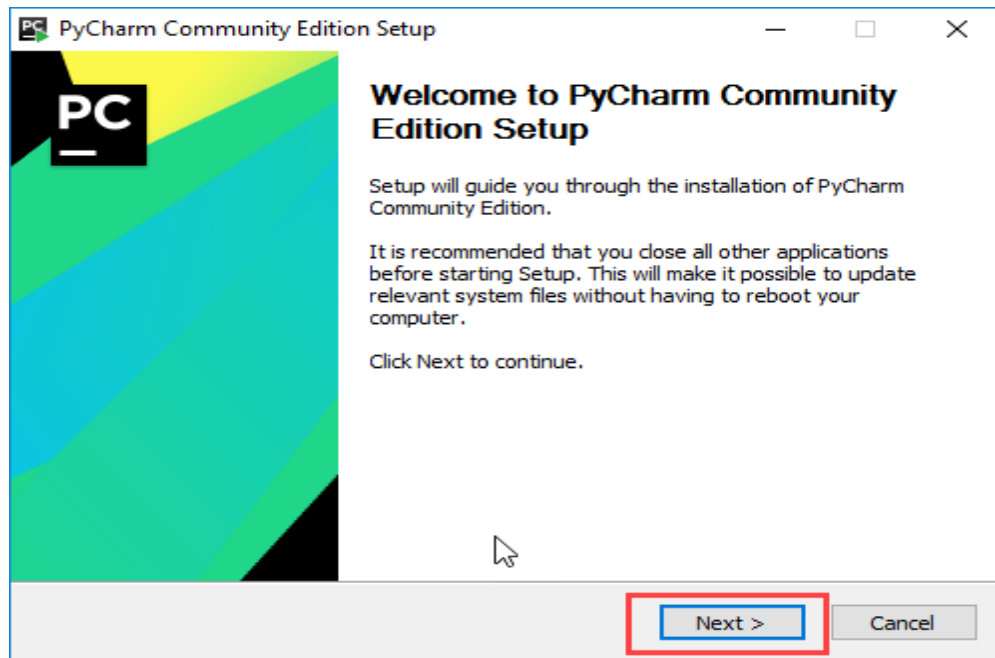 PC PyCharm Community Edition Setup
PC
Welcome to PyCharm Community
Edition Setup
Setup will guide you through the installation of PyCharm
Community Edition.
It is recommended that you close all other applications
before starting Setup. This will make it possible to update
relevant system files without having to reboot your
computer.
Click Next to continue.
Next > Cancel